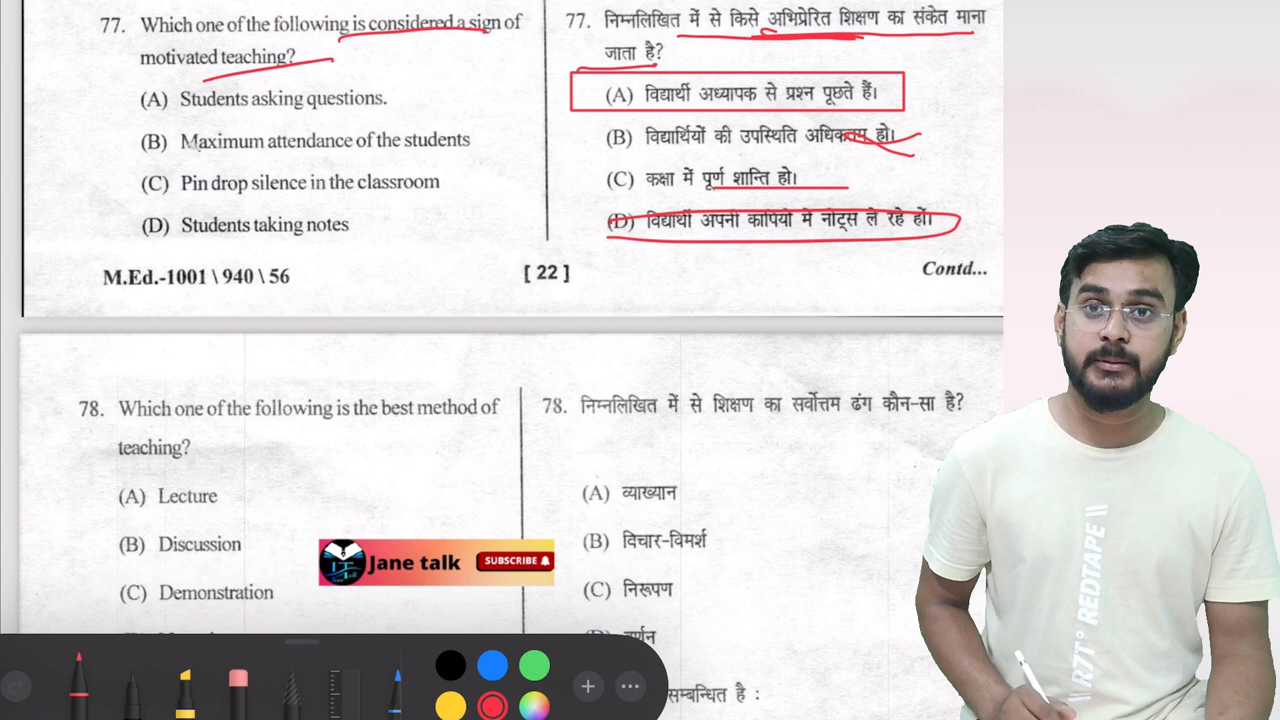 77. Which one of the following is considered a sign of
motivated teaching?
(A) Students asking questions.
(B) Maximum attendance of the students
(C) Pin drop silence in the classroom
(D) Students taking notes
M.Ed.-1001 \ 940 \ 56
[ 22 ]
77. निम्नलिखित में से किसे अभिप्रेरित शिक्षण का संकेत माना
जाता है?
(A) विद्यार्थी अध्यापक से प्रश्न पूछते हैं।
(B) विद्यार्थियों की उपस्थिति अधिकतम हो।
(C) कक्षा में पूर्ण शान्ति हो।
(D) विद्यार्थी अपनी कापियों में नोट्स ले रहे हों।
Contd...
78. Which one of the following is the best method of
teaching?
(A) Lecture
(B) Discussion
(C) Demonstration
78. निम्नलिखित में से शिक्षण का सर्वोत्तम ढंग कौन-सा है?
(A) व्याख्यान
(B) विचार-विमर्श
(C) निरूपण
सम्बन्धित है :
Jane talk
SUBSCRIBE
\\ R7T° REDTAPE \\